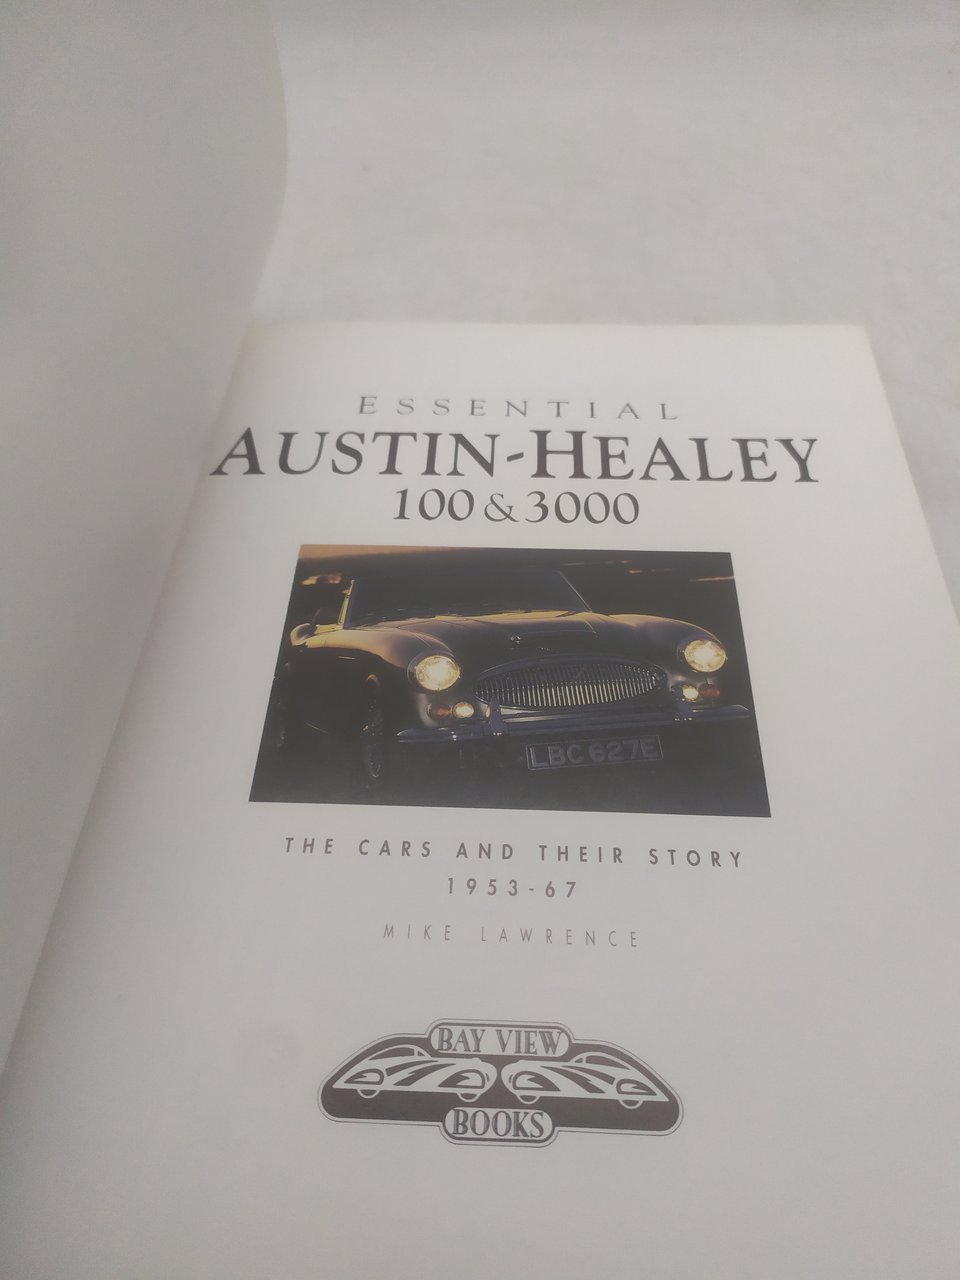 ESSENTIAL
AUSTIN-HEALEY
100 & 3000
LBC 627E
THE CARS AND THEIR STORY
1953-67
MIKE LAWRENCE
BAY VIEW
BOOKS